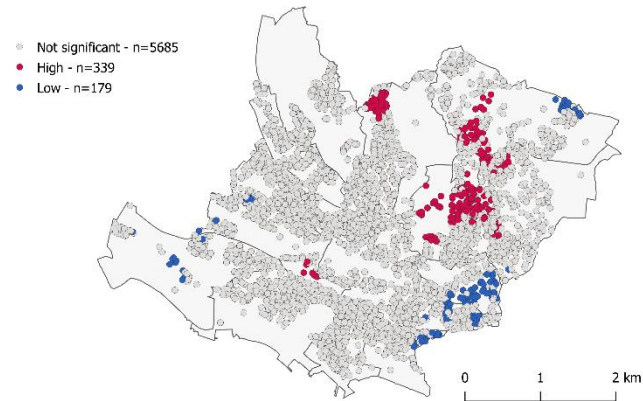 Not significant - n=5685
High - n=339
Low - n=179
0 1 2 km